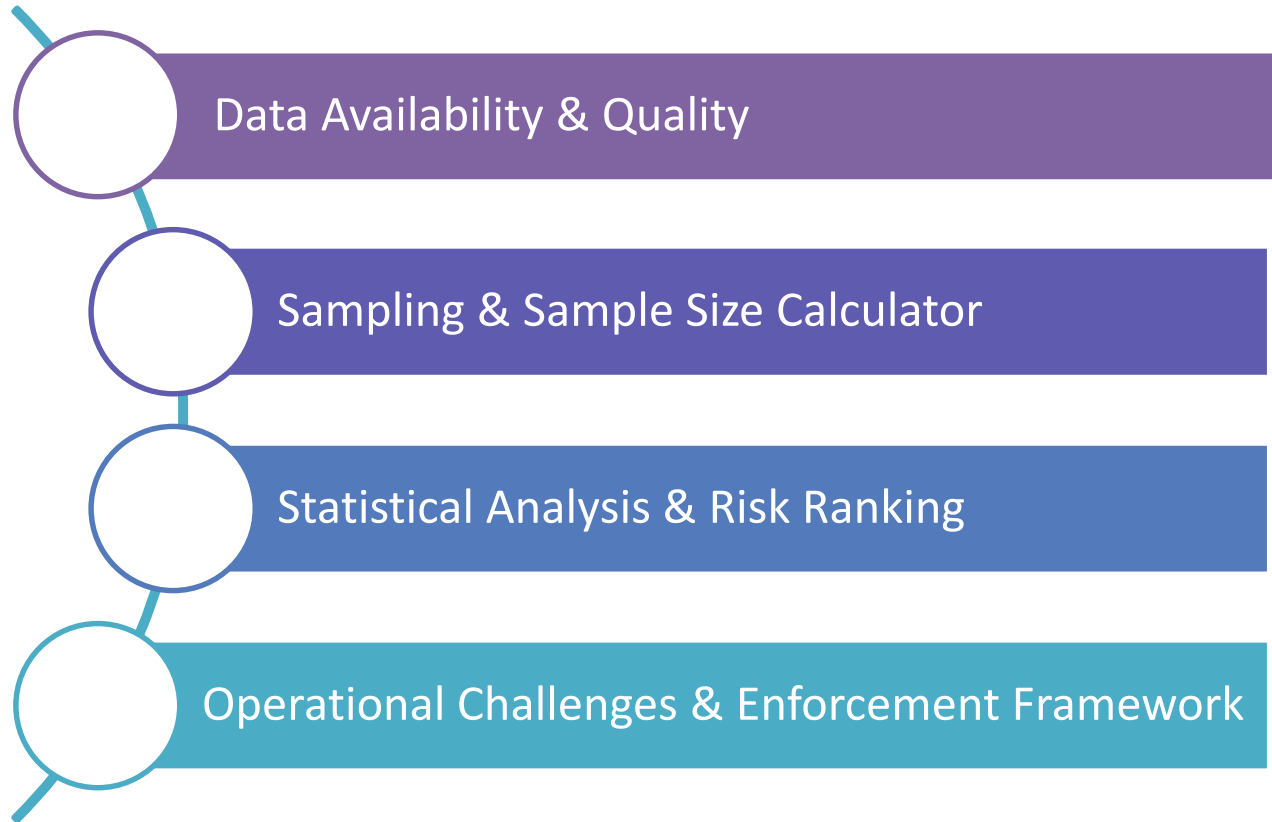 Data Availability & Quality
Sampling & Sample Size Calculator
Statistical Analysis & Risk Ranking
Operational Challenges & Enforcement Framework